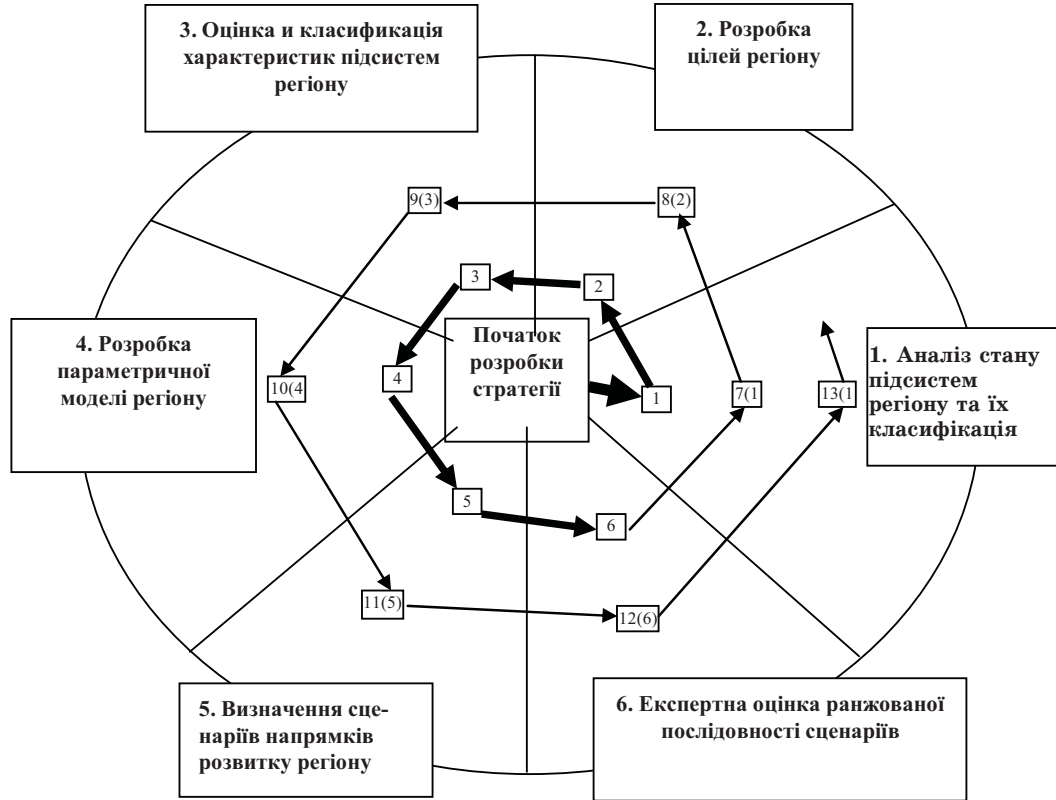 3. Оцінка и класификація
характеристик підсистем
регіону
2. Розробка
цілей регіону
9(3)
8(2)
3
2
4. Розробка
параметричної
моделі регіону
Початок
розробки
стратегії
1. Аналіз стану
підсистем
регіону та їх
класифікація
10(4
4
1
7(1
13(1
5
6
11(5)
12(6)
5. Визначення сце-
наріїв напрямків
розвитку регіону
6. Експертна оцінка ранжованої
послідовності сценаріїв